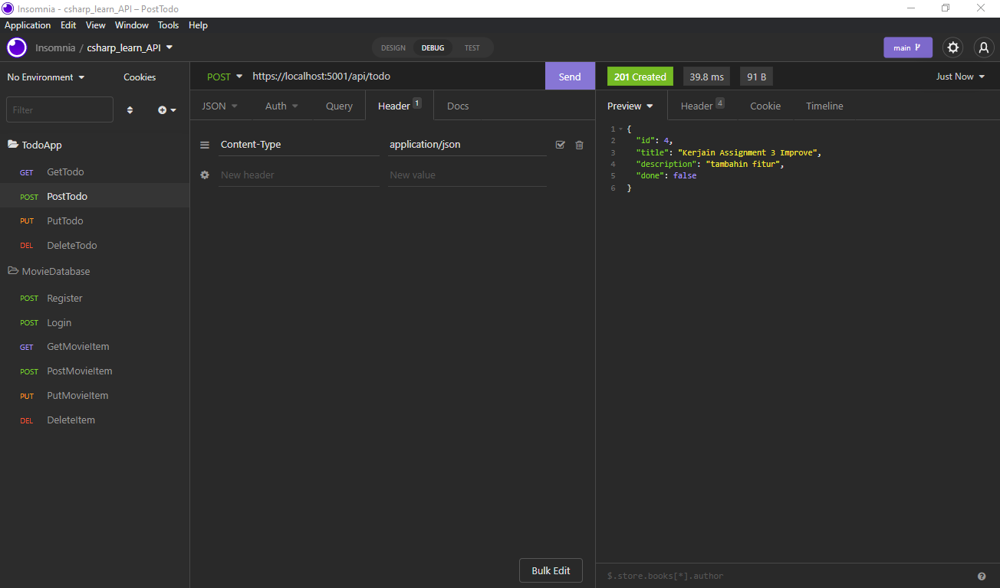 Insomnia - csharp_learn_API – PostTodo
Application Edit View Window Tools Help
Insomnia / csharp_learn_API
DESIGN DEBUG TEST
main
No Environment
Cookies
Filter
TodoApp
GET GetTodo
POST PostTodo
PUT PutTodo
DEL DeleteTodo
MovieDatabase
POST Register
POST Login
GET GetMovieItem
POST PostMovieItem
PUT PutMovieItem
DEL DeleteItem
POST https://localhost:5001/api/todo Send
JSON Auth Query Header 1 Docs
Content-Type application/json
New header New value
Bulk Edit
201 Created 39.8 ms 91 B Just Now
Preview Header 4 Cookie Timeline
1 {
2 "id": 4,
3 "title": "Kerjain Assignment 3 Improve",
4 "description": "tambahin fitur",
5 "done": false
6 }
$.store.books[*].author
?